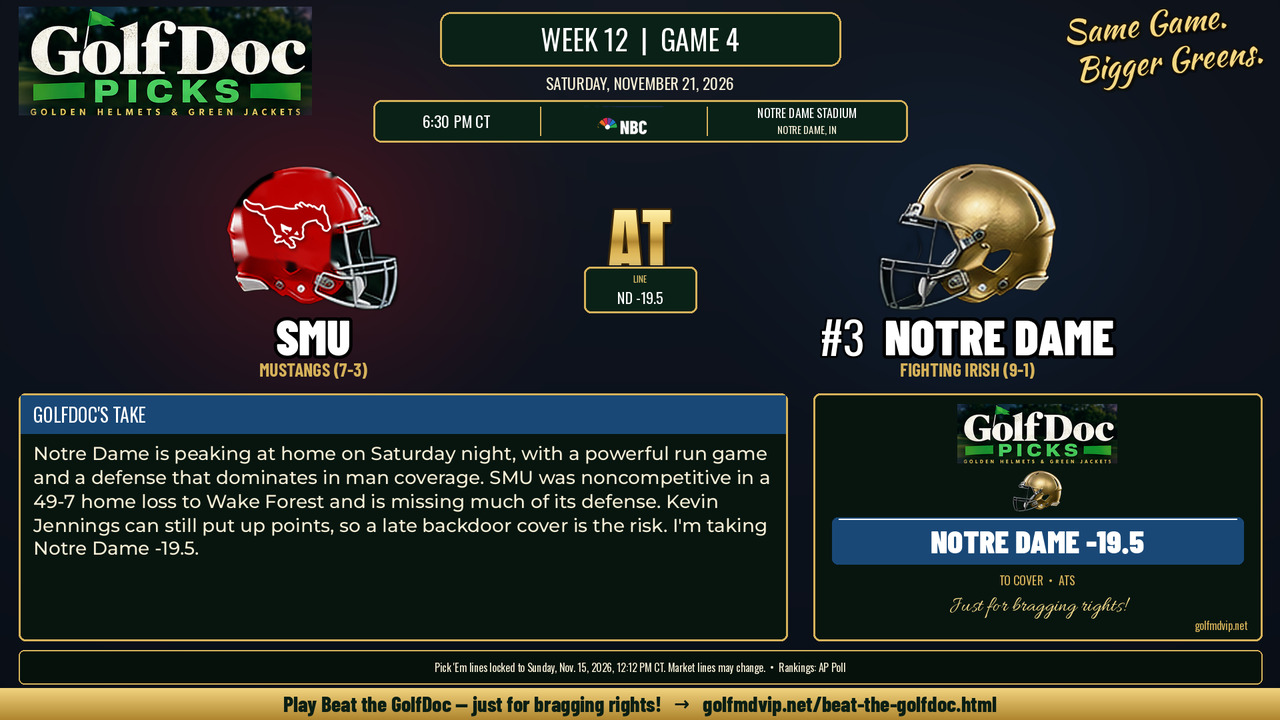 GolfDoc
PICKS
GOLDEN HELMETS & GREEN JACKETS
WEEK 12 | GAME 4
SATURDAY, NOVEMBER 21, 2026
Same Game.
Bigger Greens.
6:30 PM CT
NBC
NOTRE DAME STADIUM
NOTRE DAME, IN
AT
LINE
ND -19.5
SMU
MUSTANGS (7-3)
#3 NOTRE DAME
FIGHTING IRISH (9-1)
GOLFDOC'S TAKE
Notre Dame is peaking at home on Saturday night, with a powerful run game
and a defense that dominates in man coverage. SMU was noncompetitive in a
49-7 home loss to Wake Forest and is missing much of its defense. Kevin
Jennings can still put up points, so a late backdoor cover is the risk. I'm taking
Notre Dame -19.5.
GolfDoc
PICKS
GOLDEN HELMETS & GREEN JACKETS
NOTRE DAME -19.5
TO COVER • ATS
Just for bragging rights!
golfmdvip.net
Pick 'Em lines locked to Sunday, Nov. 15, 2026, 12:12 PM CT. Market lines may change. • Rankings: AP Poll
Play Beat the GolfDoc — just for bragging rights! → golfmdvip.net/beat-the-golfdoc.html